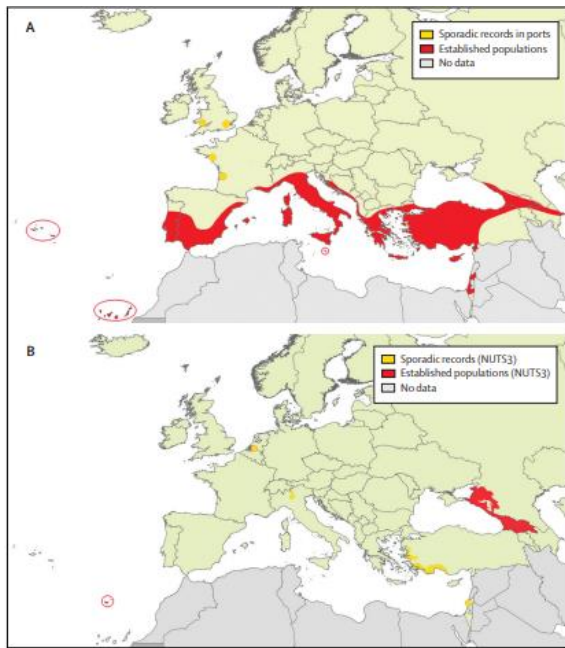 A
Sporadic records in ports
Established populations
No data
B
Sporadic records (NUTS3)
Established populations (NUTS3)
No data